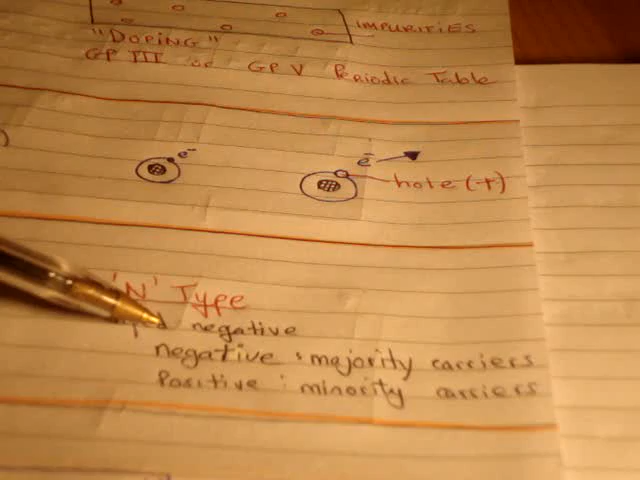 IMPURITIES
"DOPING"
GP III or GP V Periodic Table
)
e⁻
e⁻
hole (+)
'N' Type
negative
negative : majority carriers
Positive : minority carriers